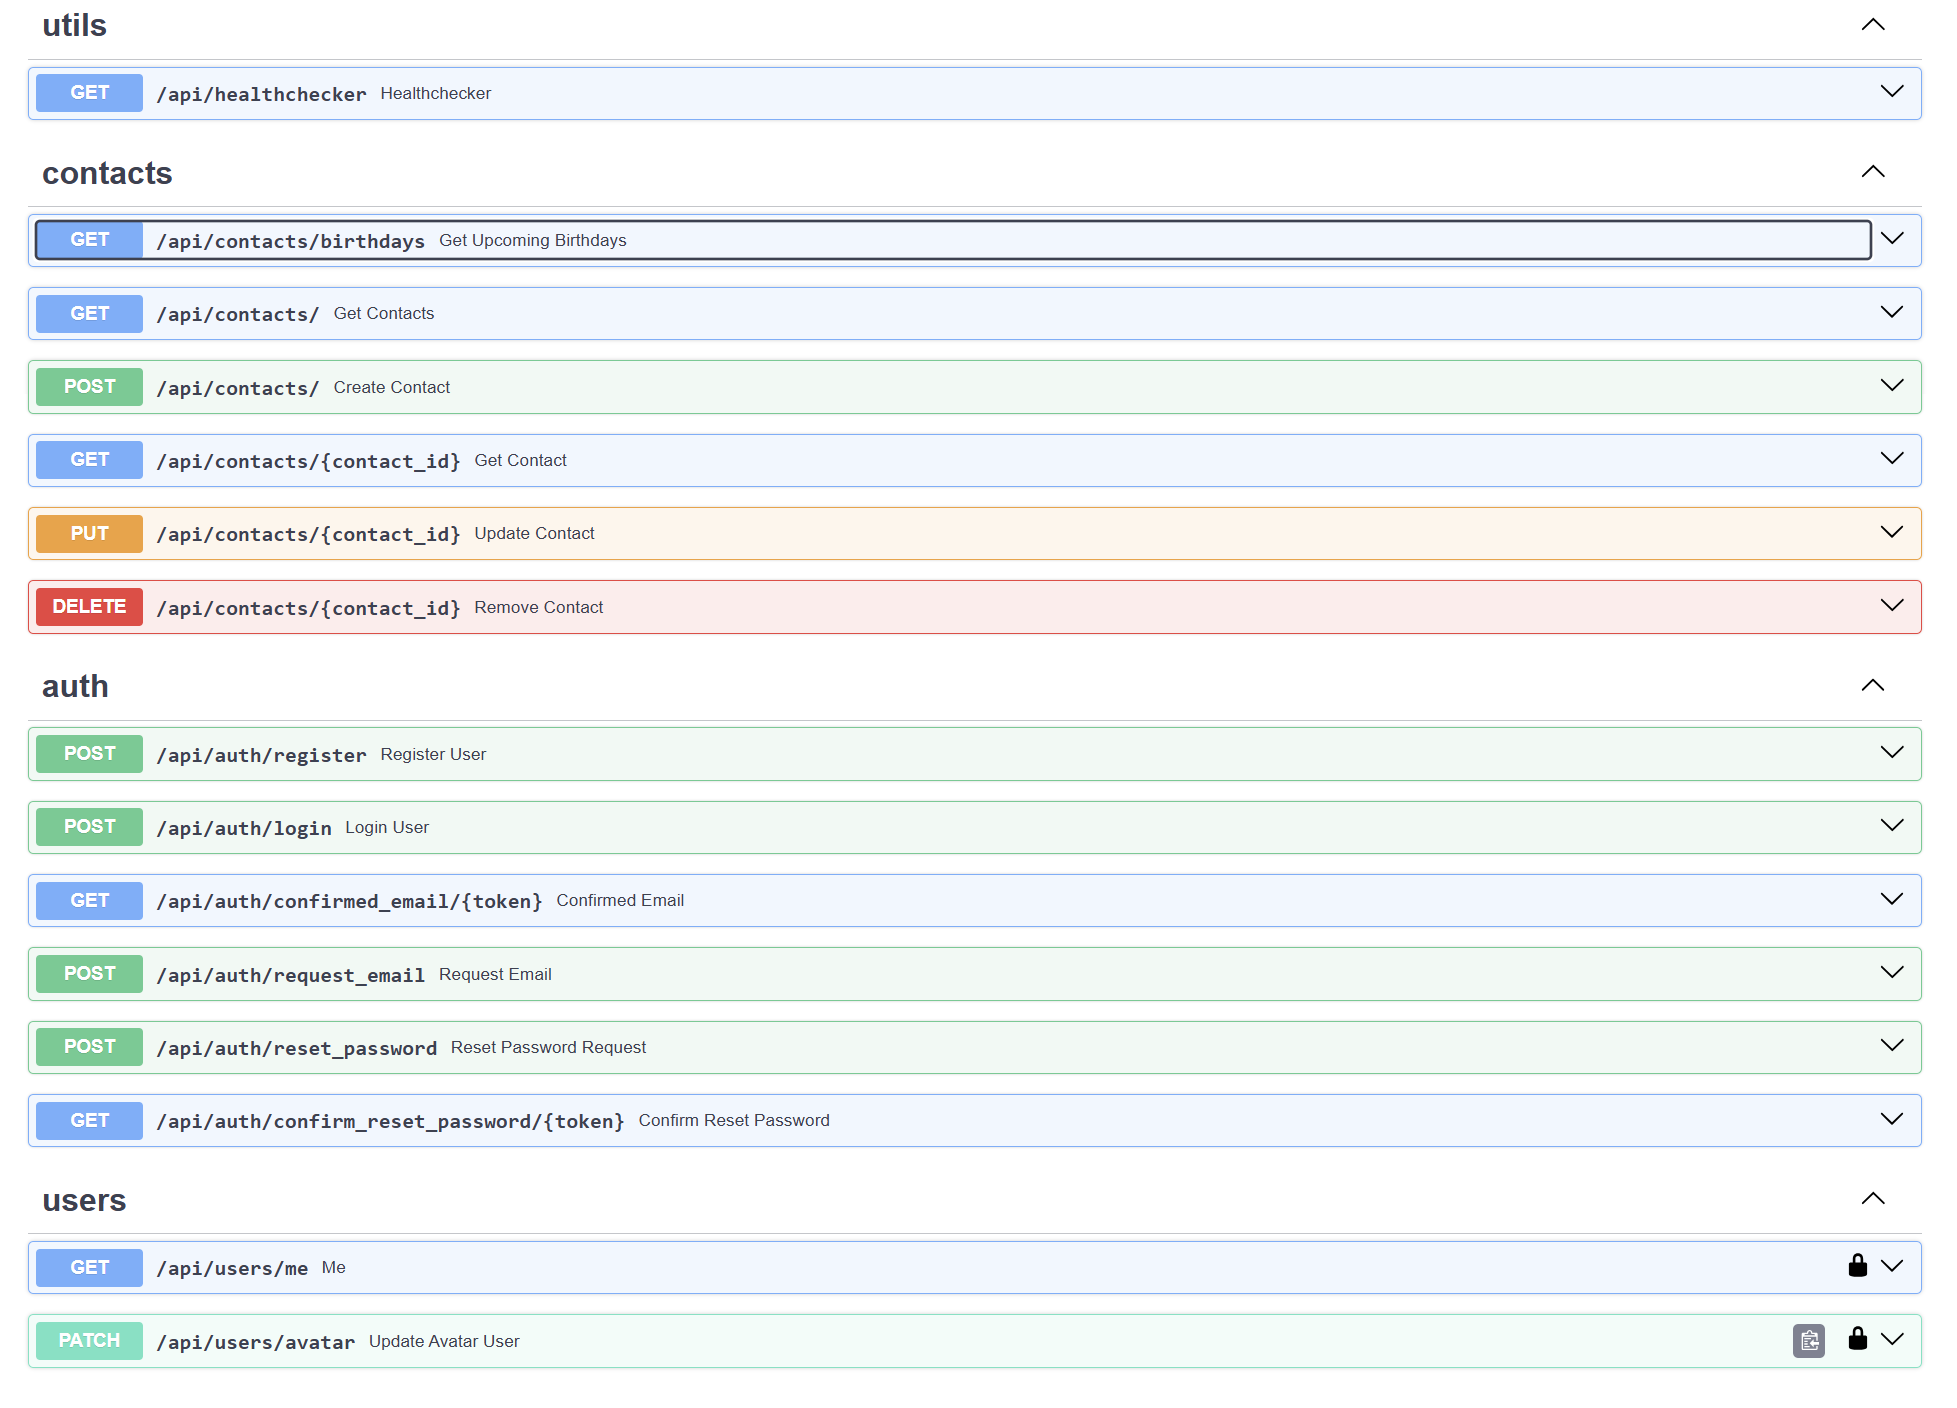 utils
GET /api/healthchecker Healthchecker
contacts
GET /api/contacts/birthdays Get Upcoming Birthdays
GET /api/contacts/ Get Contacts
POST /api/contacts/ Create Contact
GET /api/contacts/{contact_id} Get Contact
PUT /api/contacts/{contact_id} Update Contact
DELETE /api/contacts/{contact_id} Remove Contact
auth
POST /api/auth/register Register User
POST /api/auth/login Login User
GET /api/auth/confirmed_email/{token} Confirmed Email
POST /api/auth/request_email Request Email
POST /api/auth/reset_password Reset Password Request
GET /api/auth/confirm_reset_password/{token} Confirm Reset Password
users
GET /api/users/me Me
PATCH /api/users/avatar Update Avatar User